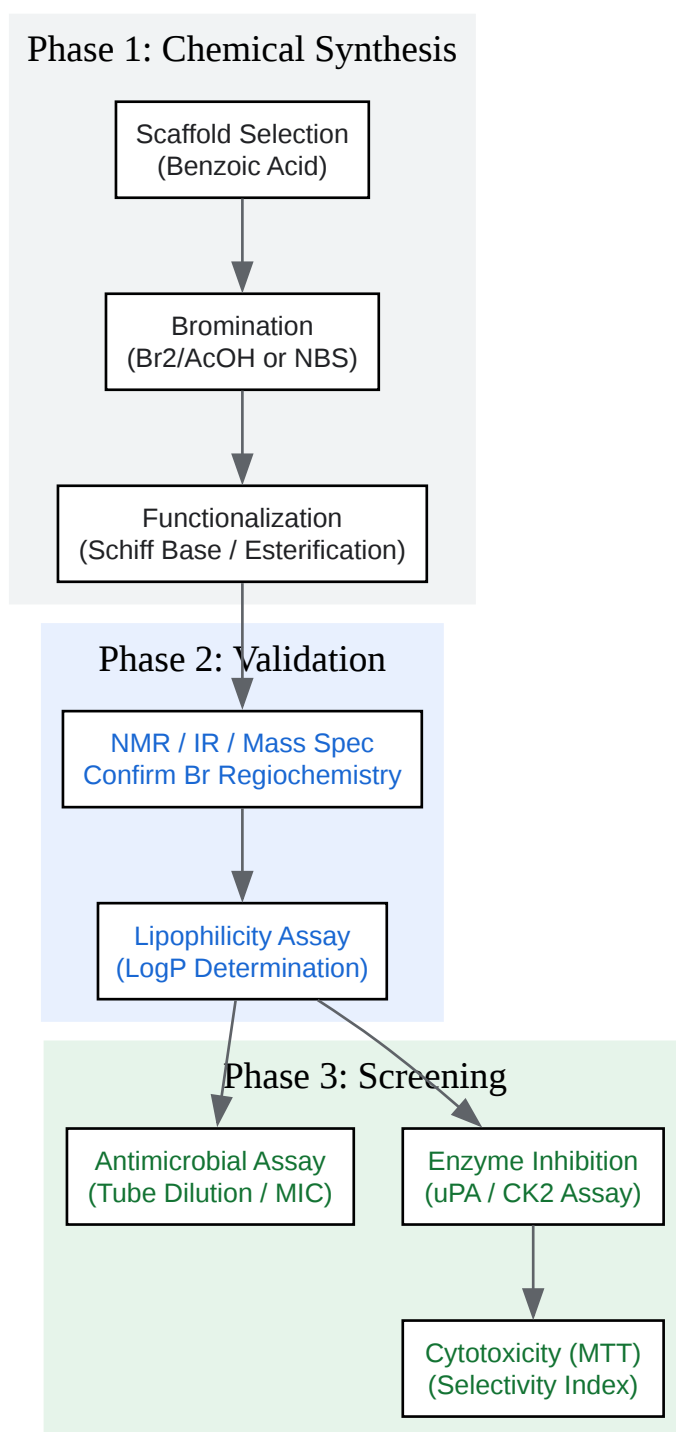 Phase 1: Chemical Synthesis
Scaffold Selection
(Benzoic Acid)
Bromination
(Br2/AcOH or NBS)
Functionalization
(Schiff Base / Esterification)
Phase 2: Validation
NMR / IR / Mass Spec
Confirm Br Regiochemistry
Lipophilicity Assay
(LogP Determination)
Phase 3: Screening
Antimicrobial Assay
(Tube Dilution / MIC)
Enzyme Inhibition
(uPA / CK2 Assay)
Cytotoxicity (MTT)
(Selectivity Index)